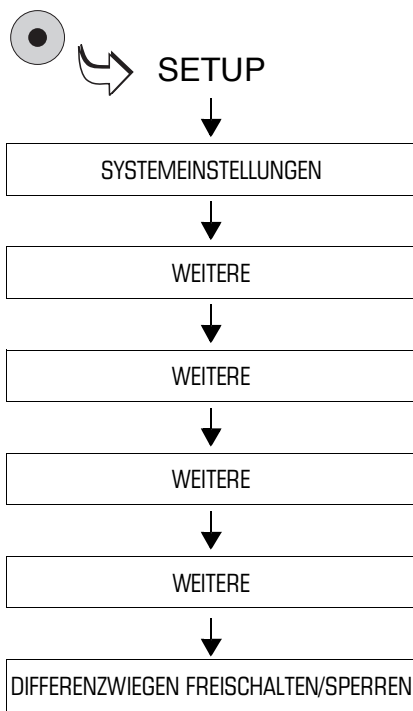 SETUP
SYSTEMEINSTELLUNGEN
WEITERE
WEITERE
WEITERE
WEITERE
DIFFERENZWIEGEN FREISCHALTEN/SPERREN